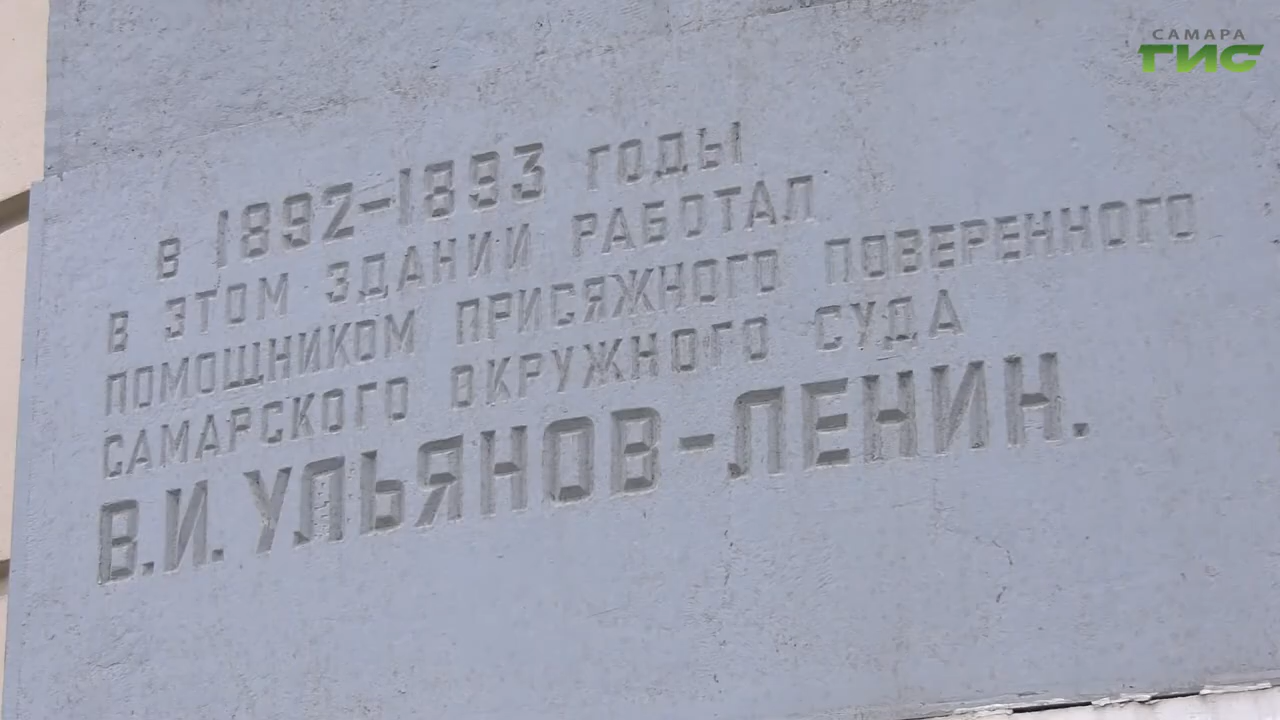 САМАРА
ГИС
В 1892-1893 ГОДЫ
В ЭТОМ ЗДАНИИ РАБОТАЛ
ПОМОЩНИКОМ ПРИСЯЖНОГО ПОВЕРЕННОГО
САМАРСКОГО ОКРУЖНОГО СУДА
В.И. УЛЬЯНОВ-ЛЕНИН.